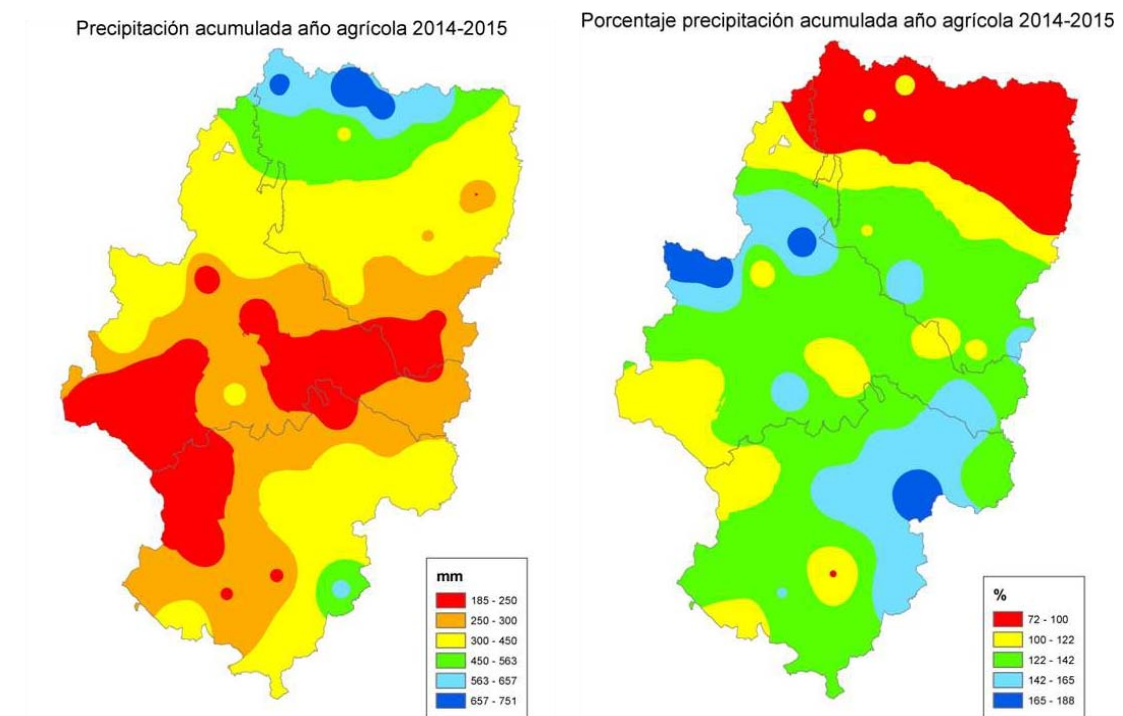 Precipitación acumulada año agrícola 2014-2015
mm
185 - 250
250 - 300
300 - 450
450 - 563
563 - 657
657 - 751
Porcentaje precipitación acumulada año agrícola 2014-2015
%
72 - 100
100 - 122
122 - 142
142 - 165
165 - 188